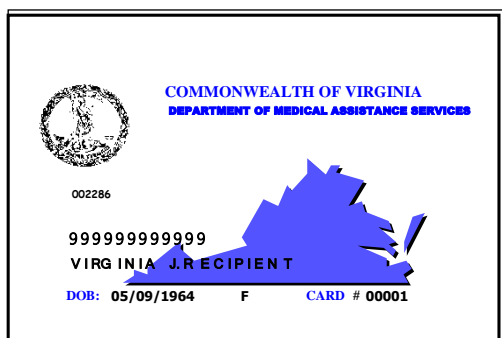 COMMONWEALTH OF VIRGINIA
DEPARTMENT OF MEDICAL ASSISTANCE SERVICES
002286
999999999999
VIRGINIA J.RECIPIENT
DOB: 05/09/1964 F CARD # 00001